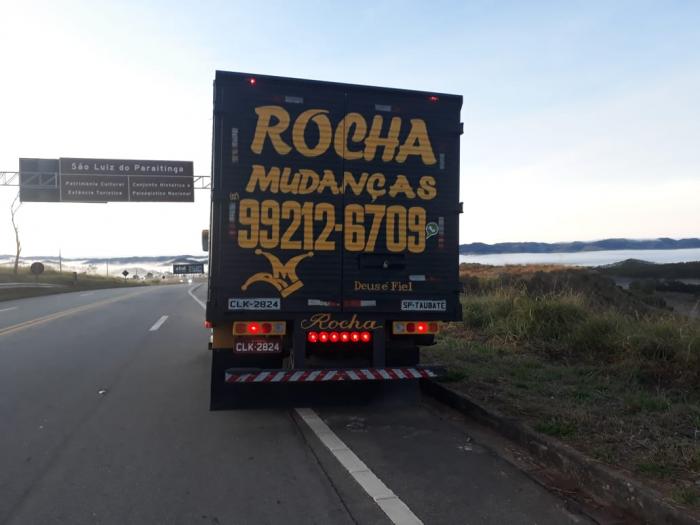 São Luiz do Paraitinga
Patrimônio Cultural
Estância Turística
Conjunto Histórico e
Paisagístico Nacional
ROCHA
MUDANÇAS
99212-6709
M
Deus é Fiel
CLK-2824
SP-TAUBATÉ
Rocha
CLK-2824